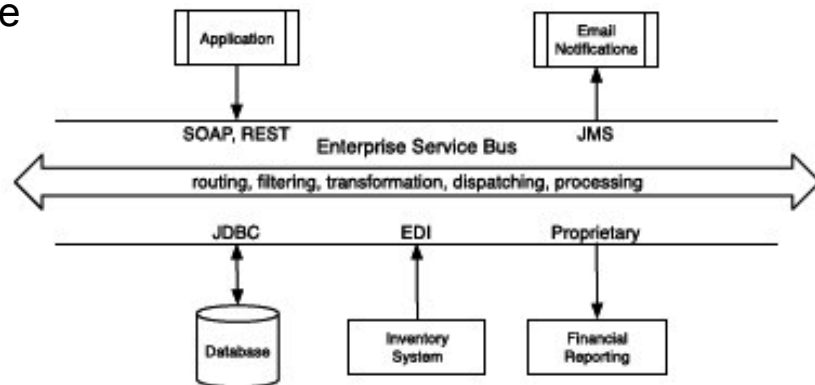 e
Application
Email
Notifications
SOAP, REST
JMS
Enterprise Service Bus
routing, filtering, transformation, dispatching, processing
JDBC
EDI
Proprietary
Database
Inventory
System
Financial
Reporting